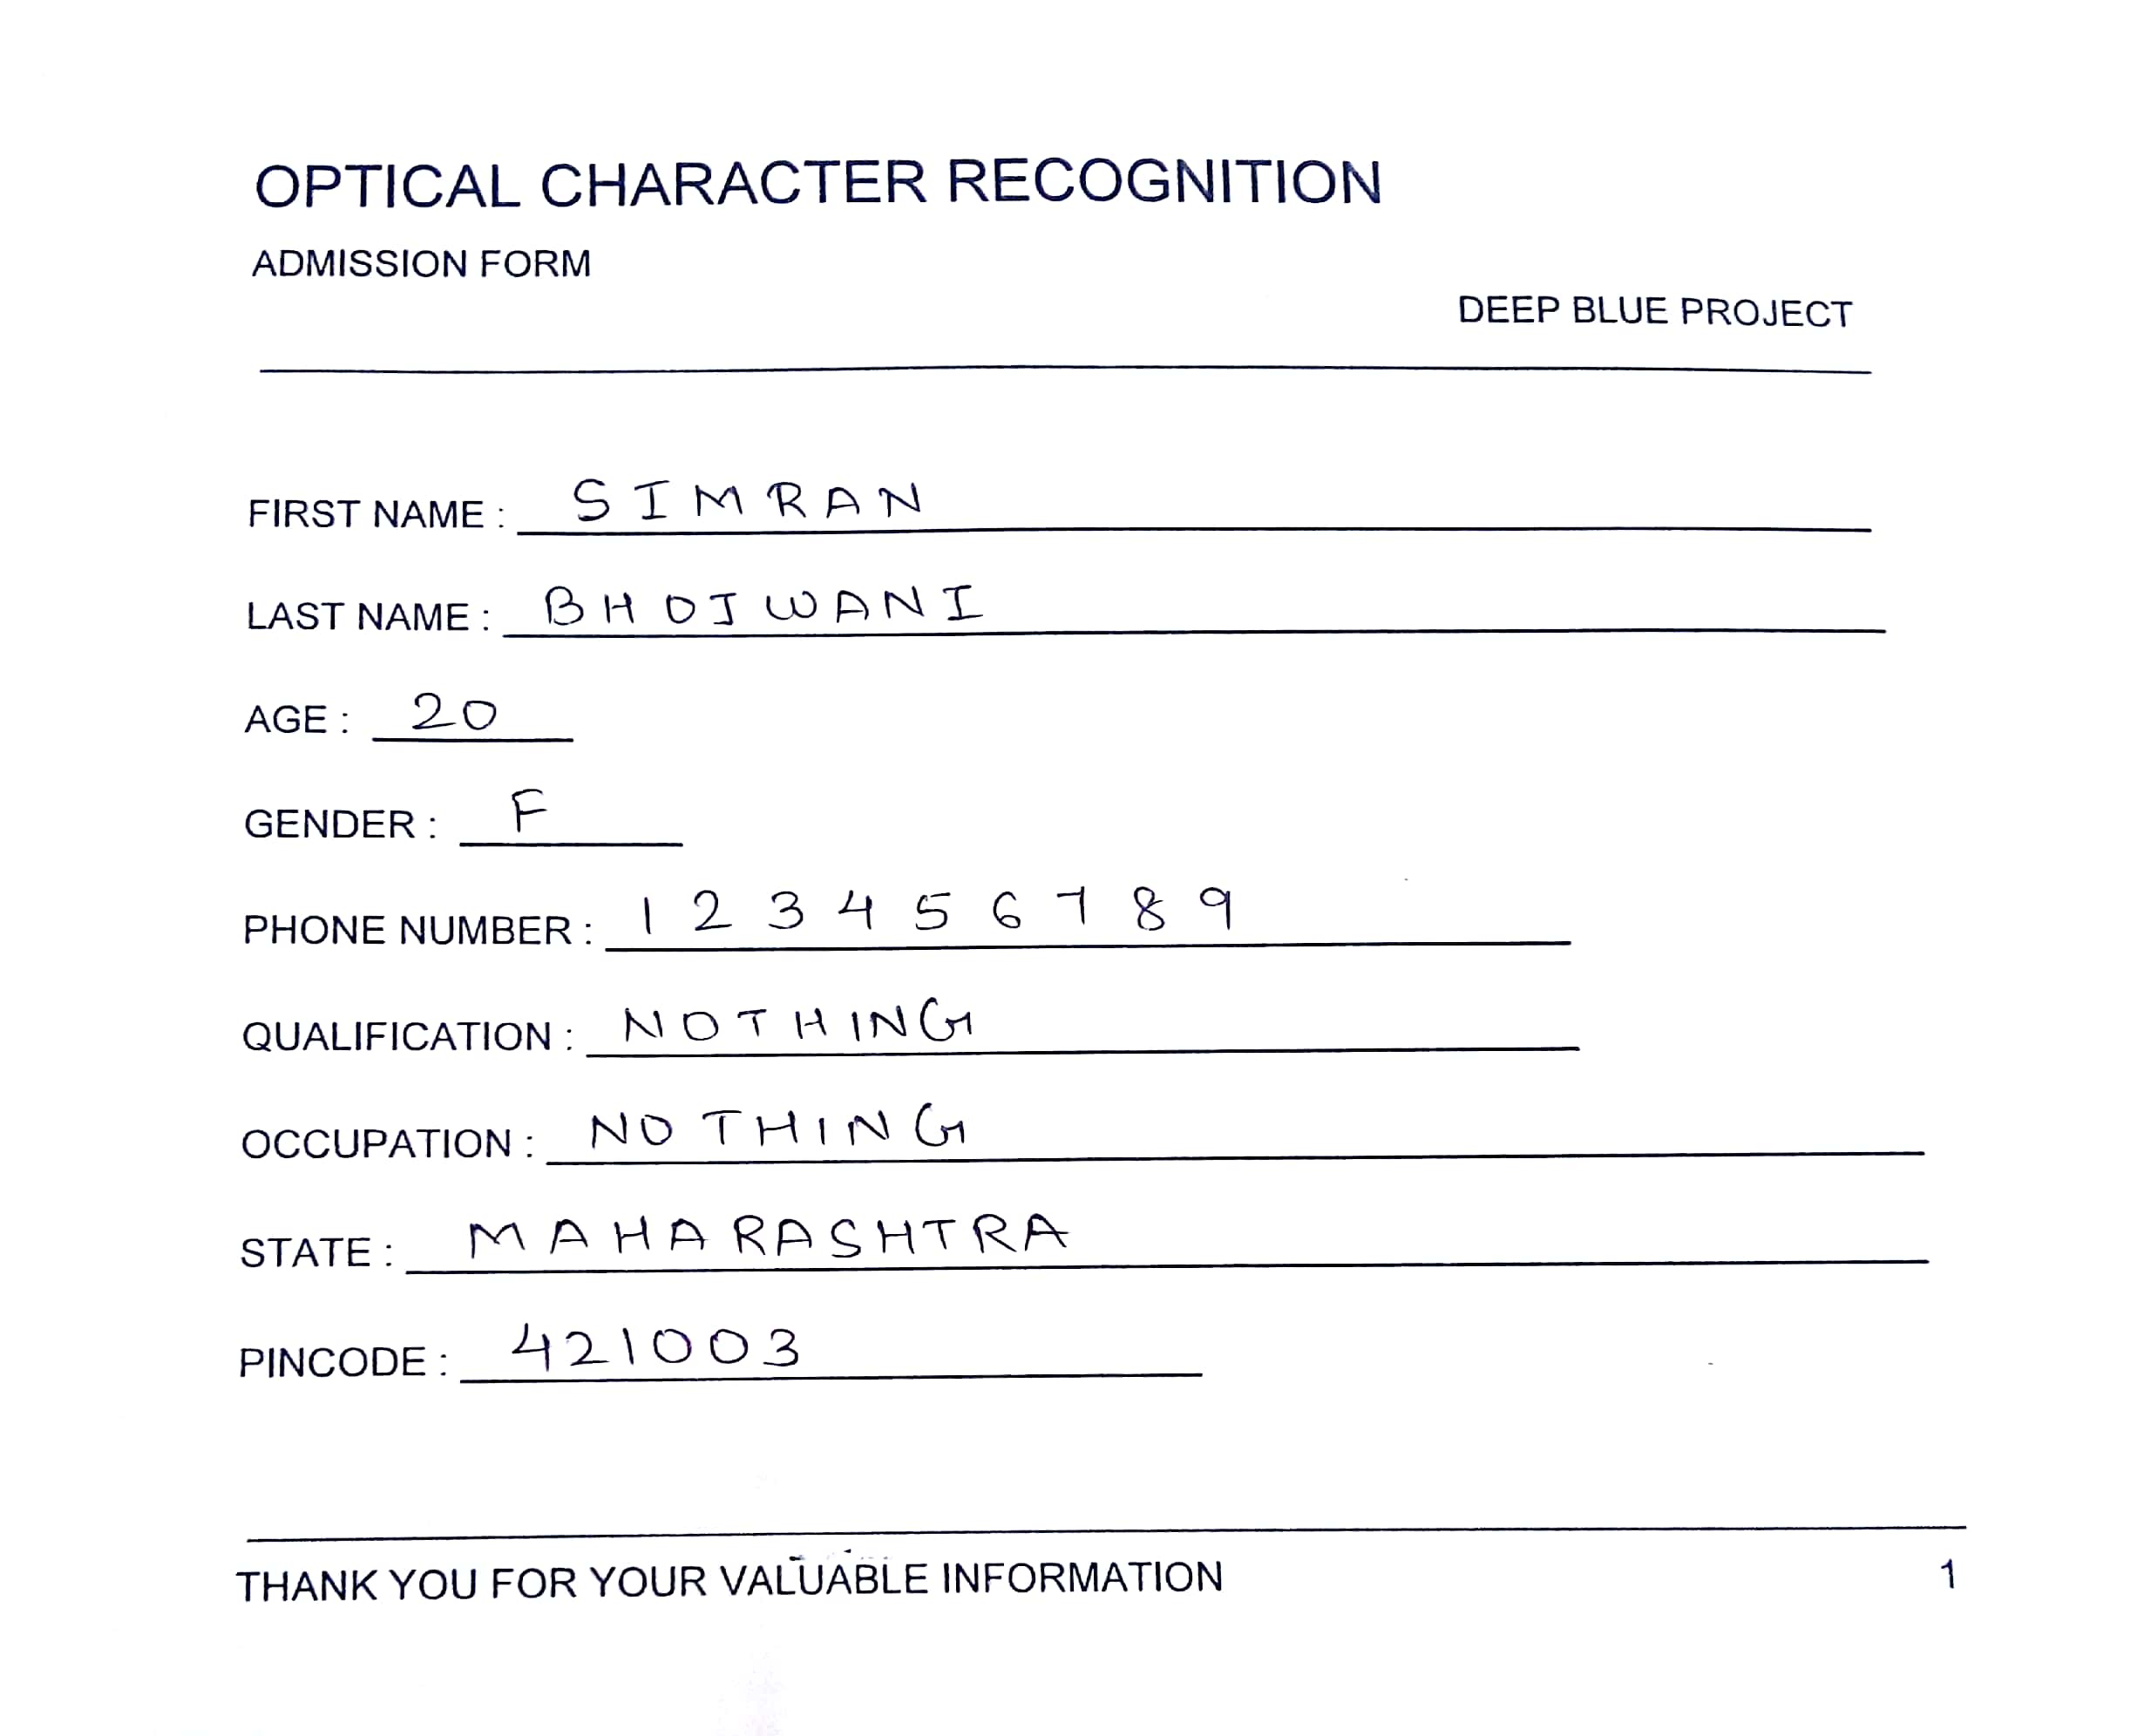 OPTICAL CHARACTER RECOGNITION
ADMISSION FORM
DEEP BLUE PROJECT
FIRST NAME : SIMRAN
LAST NAME : BHOJWANI
AGE : 20
GENDER : F
PHONE NUMBER : 1 2 3 4 5 6 7 8 9
QUALIFICATION : NOTHING
OCCUPATION : NOTHING
STATE : MAHARASHTRA
PINCODE : 421003
THANK YOU FOR YOUR VALUABLE INFORMATION 1